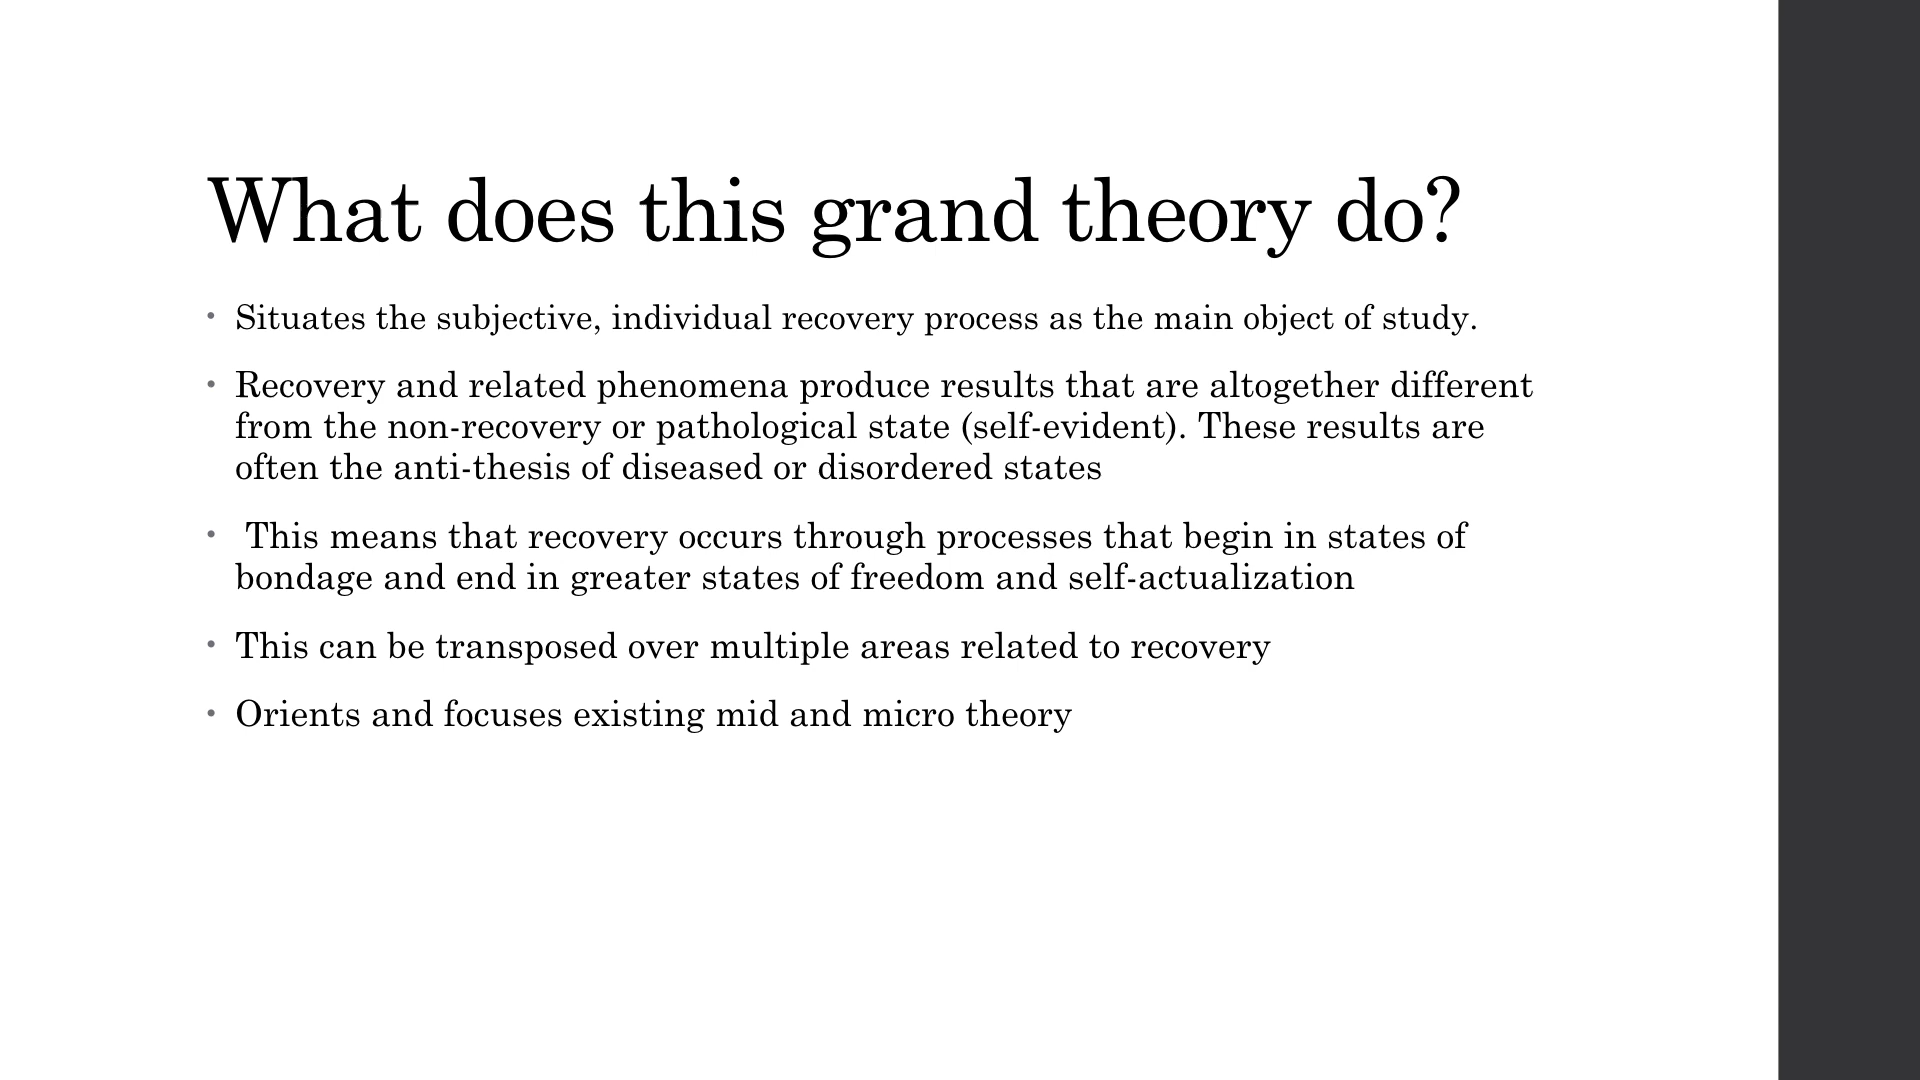 What does this grand theory do?
• Situates the subjective, individual recovery process as the main object of study.
• Recovery and related phenomena produce results that are altogether different
from the non-recovery or pathological state (self-evident). These results are
often the anti-thesis of diseased or disordered states
• This means that recovery occurs through processes that begin in states of
bondage and end in greater states of freedom and self-actualization
• This can be transposed over multiple areas related to recovery
• Orients and focuses existing mid and micro theory